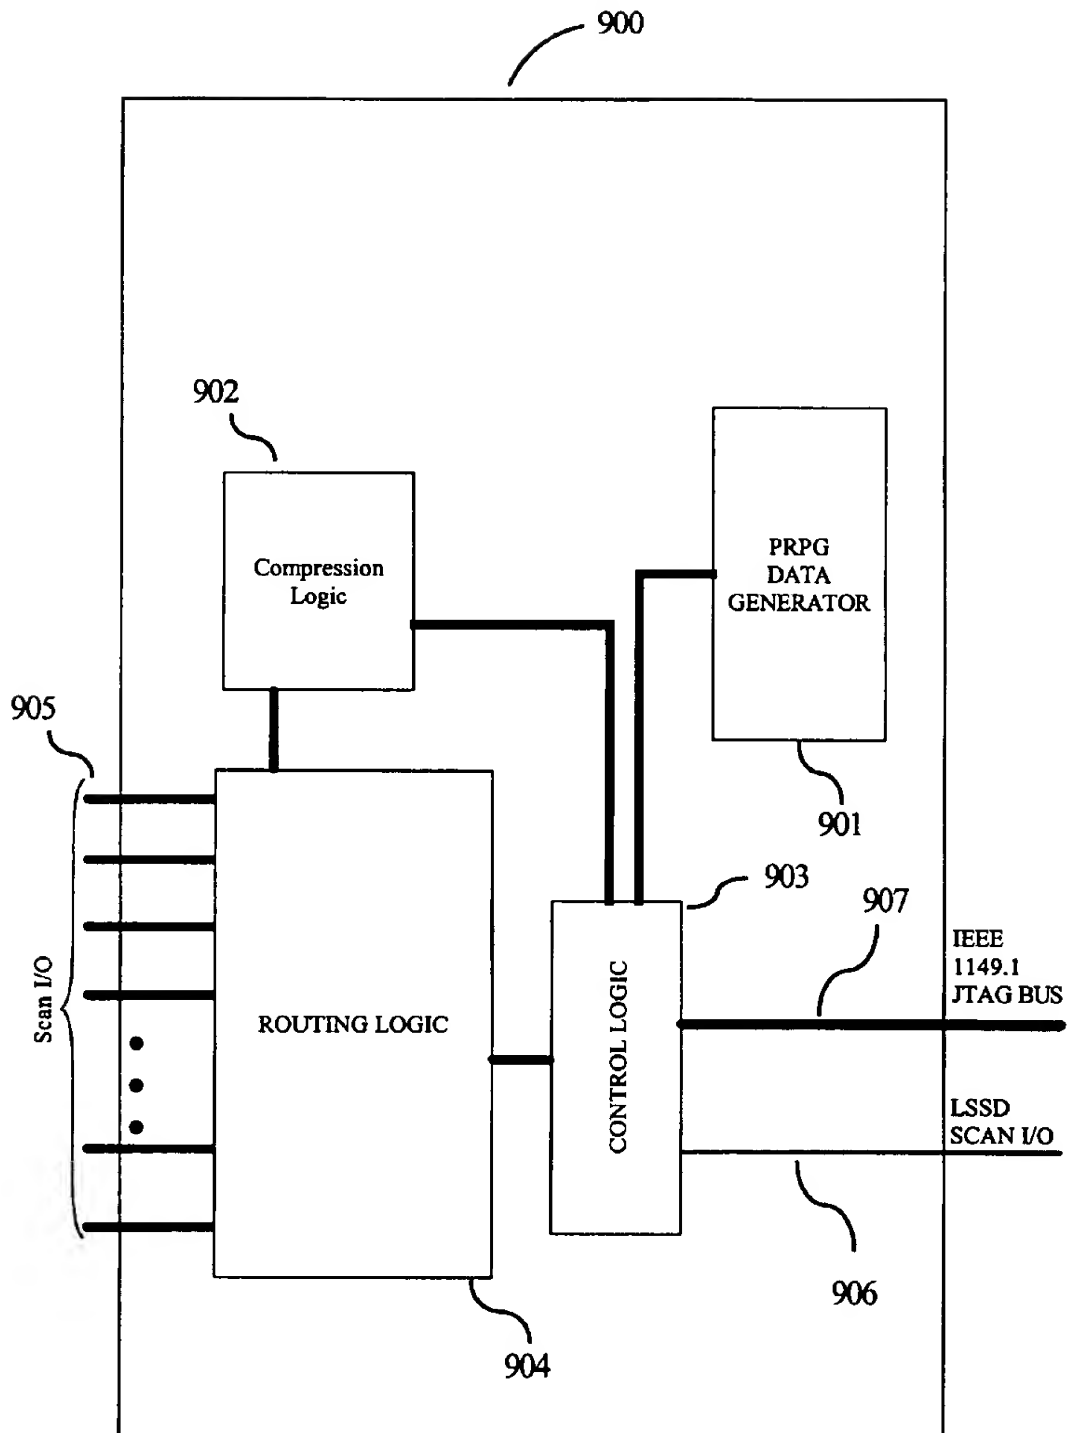 900
902
Compression
Logic
PRPG
DATA
GENERATOR
905
901
903
907
IEEE
1149.1
JTAG BUS
Scan I/O
ROUTING LOGIC
CONTROL LOGIC
LSSD
SCAN I/O
906
904